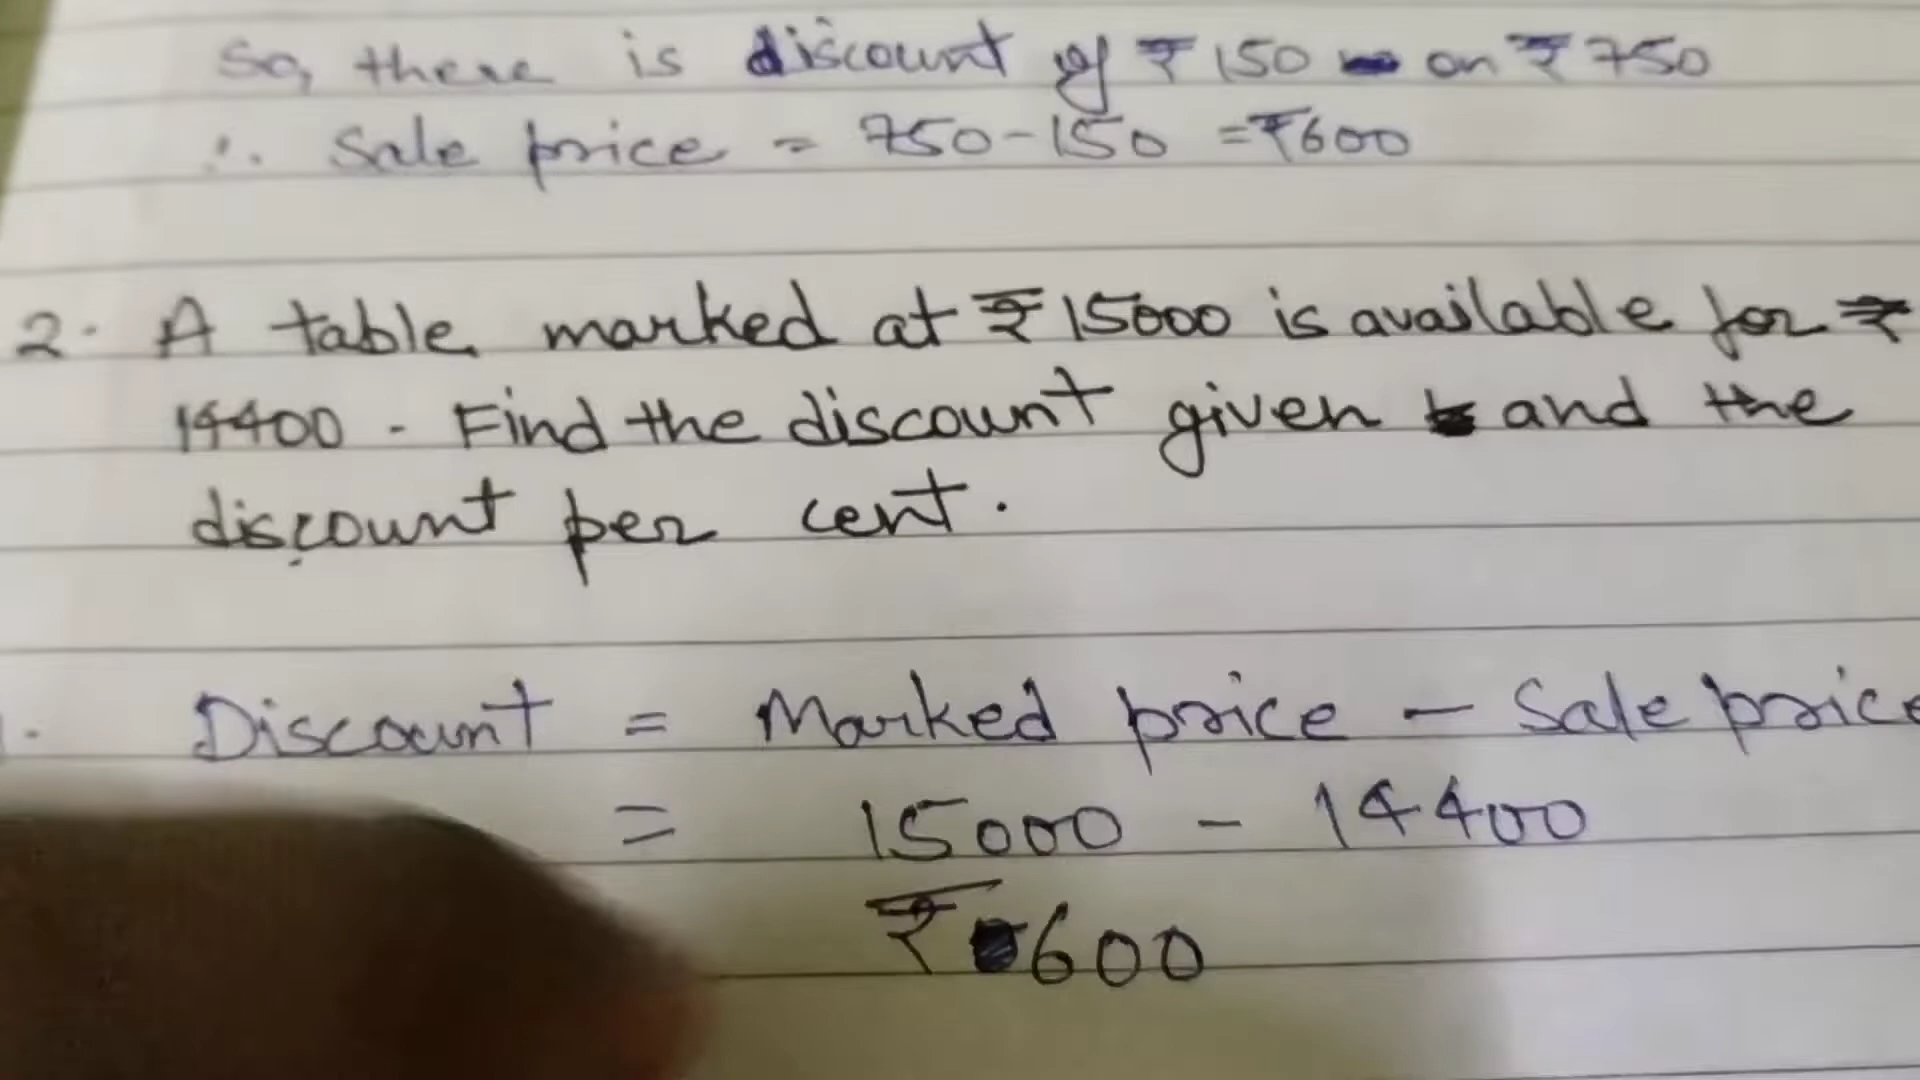 So, there is discount of ₹ 150 on ₹ 750
∴ Sale price = 750 - 150 = ₹600
2. A table marked at ₹ 15000 is available for ₹
14400. Find the discount given and the
discount per cent.
Discount = Marked price - Sale price
= 15000 - 14400
₹ 600